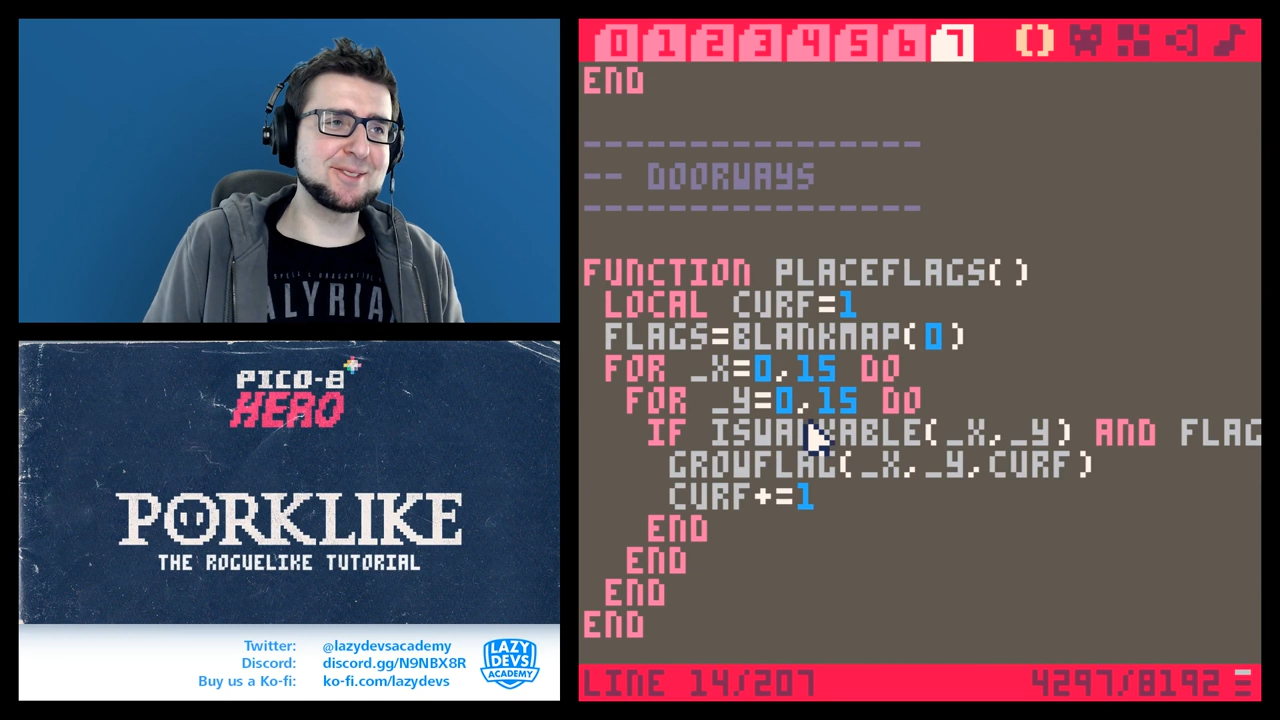 ALYRIA
PICO-8
HERO
PORKLIKE
THE ROGUELIKE TUTORIAL
Twitter: @lazydevsacademy
Discord: discord.gg/N9NBX8R
Buy us a Ko-fi: ko-fi.com/lazydevs
LAZY
DEVS
ACADEMY
0 1 2 3 4 5 6 7 ()
END
----------------
-- DOORWAYS
----------------
FUNCTION PLACEFLAGS()
LOCAL CURF=1
FLAGS=BLANKMAP(0)
FOR _X=0,15 DO
FOR _Y=0,15 DO
IF ISWALKABLE(_X,_Y) AND FLAG
GROWFLAG(_X,_Y,CURF)
CURF+=1
END
END
END
END
LINE 14/207 4297/8192